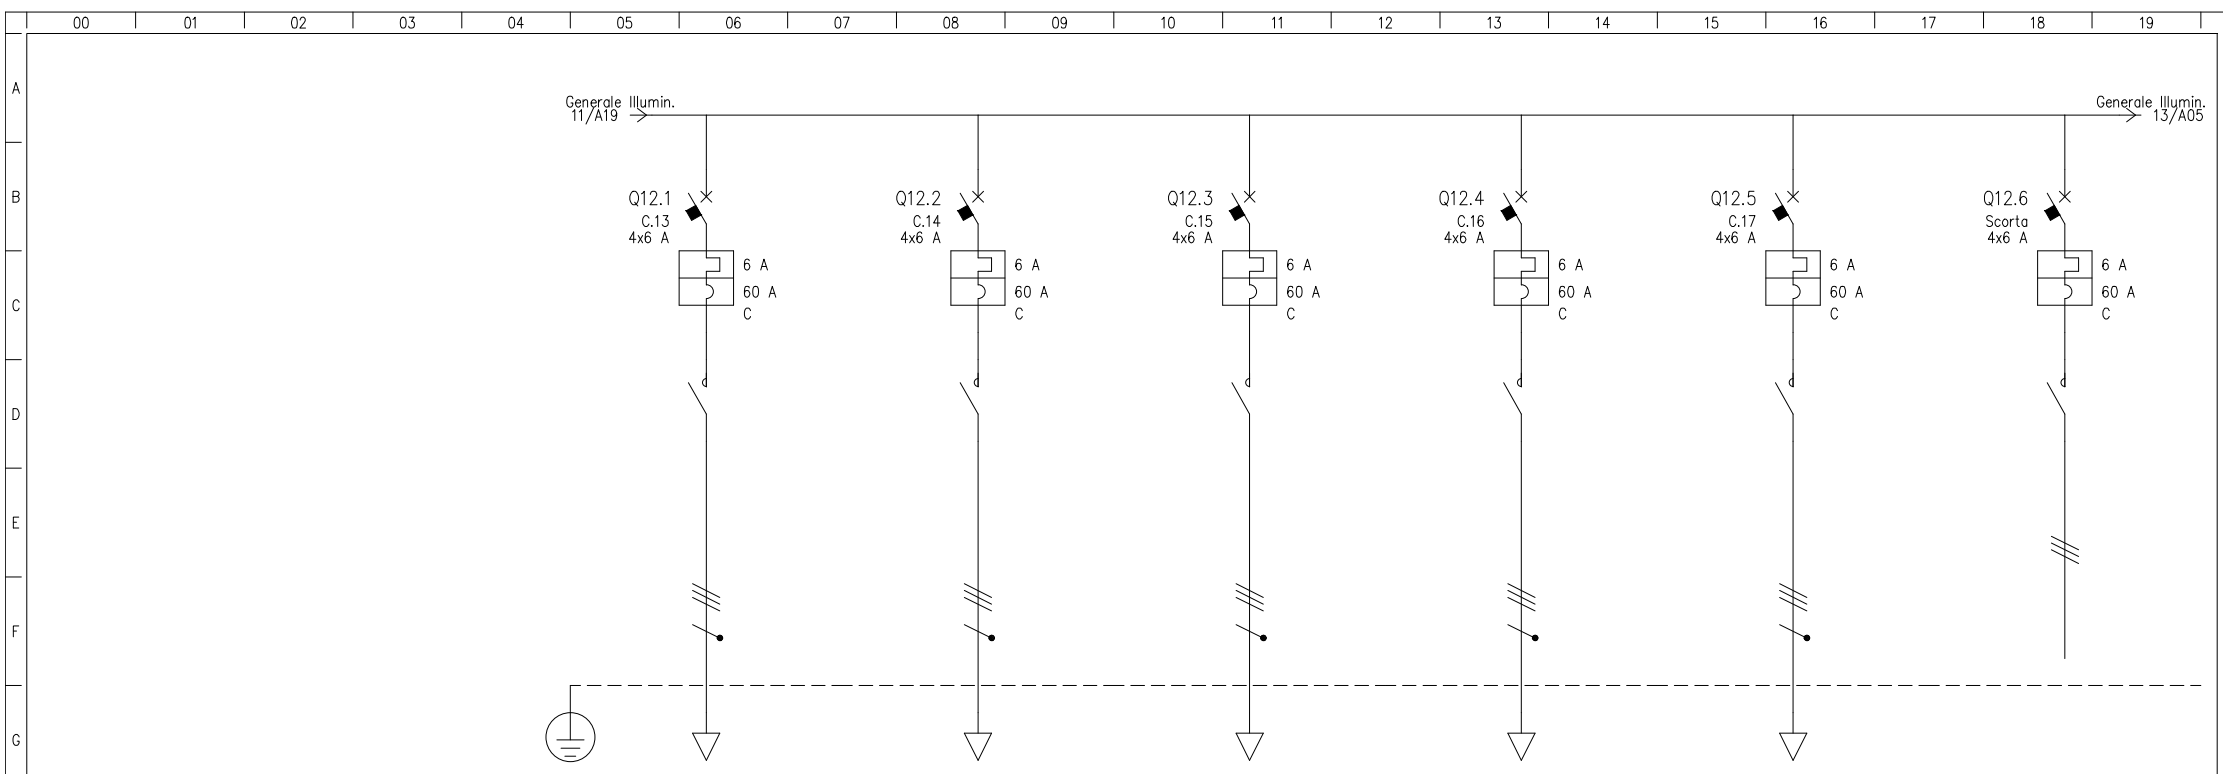 00 01 02 03 04 05 06 07 08 09 10 11 12 13 14 15 16 17 18 19
A
Generale Illumin.
11/A19
Generale Illumin.
13/A05
B
Q12.1
C.13
4x6 A
Q12.2
C.14
4x6 A
Q12.3
C.15
4x6 A
Q12.4
C.16
4x6 A
Q12.5
C.17
4x6 A
Q12.6
Scorta
4x6 A
C
6 A
60 A
C
6 A
60 A
C
6 A
60 A
C
6 A
60 A
C
6 A
60 A
C
6 A
60 A
C
D
E
F
G